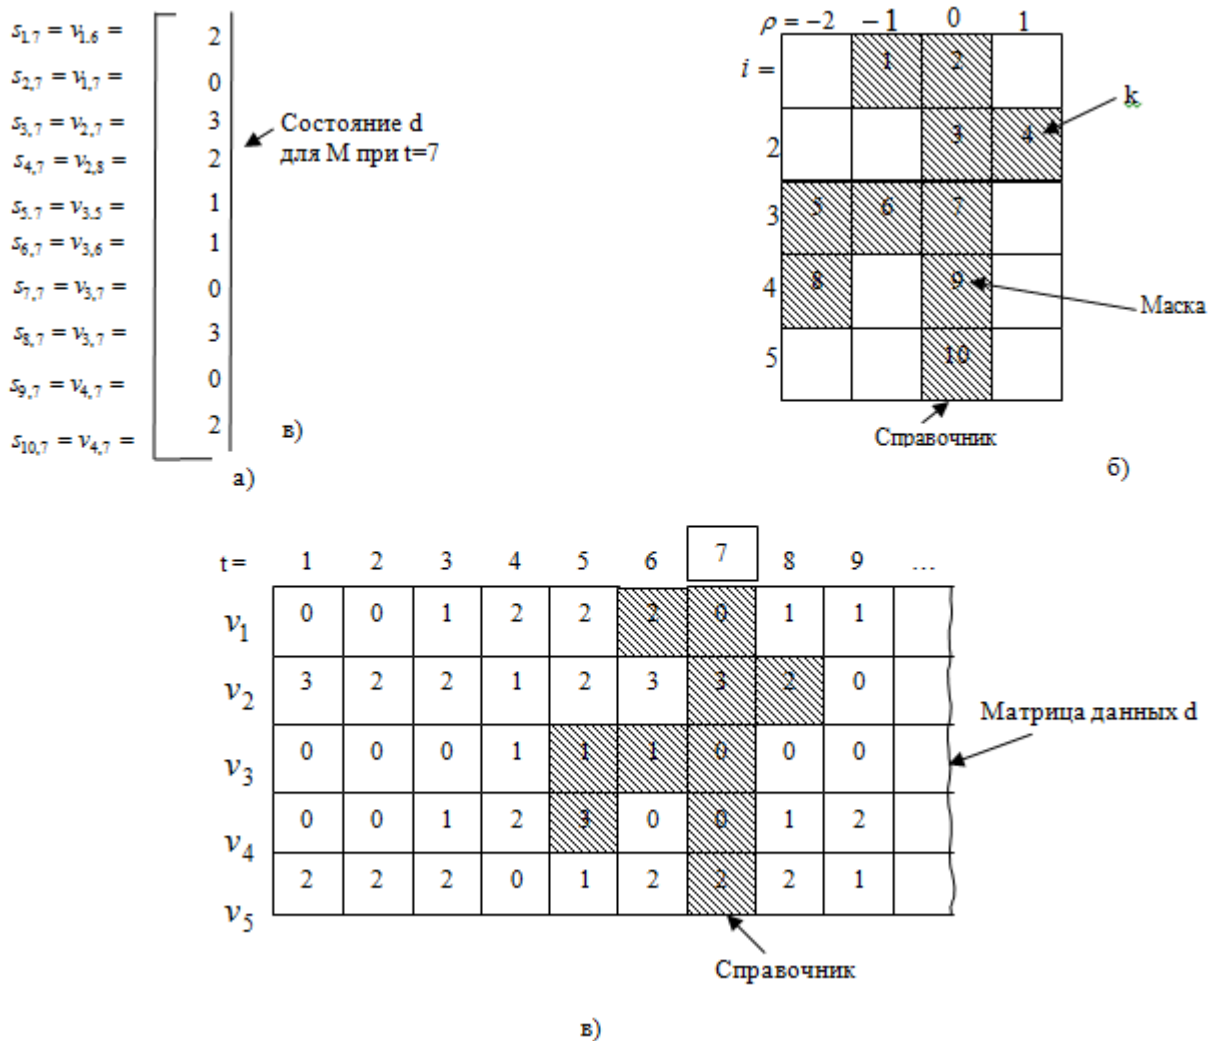 s1,7 = v1.6 = 2
s2,7 = v1,7 = 0
s3,7 = v2,7 = 3
s4,7 = v2,8 = 2
s5,7 = v3.5 = 1
s6,7 = v3,6 = 1
s7,7 = v3,7 = 0
s8,7 = v3,7 = 3
s9,7 = v4,7 = 0
s10,7 = v4,7 = 2
Состояние d
для М при t=7
в)
а)
ρ = −2 −1 0 1
i = 1 2
2 3 4
3 5 6 7
4 8 9
5 10
k
Маска
Справочник
б)
t = 1 2 3 4 5 6 7 8 9 ...
v1 0 0 1 2 2 2 0 1 1
v2 3 2 2 1 2 3 3 2 0
v3 0 0 0 1 1 1 0 0 0
v4 0 0 1 2 3 0 0 1 2
v5 2 2 2 0 1 2 2 2 1
Матрица данных d
Справочник
в)